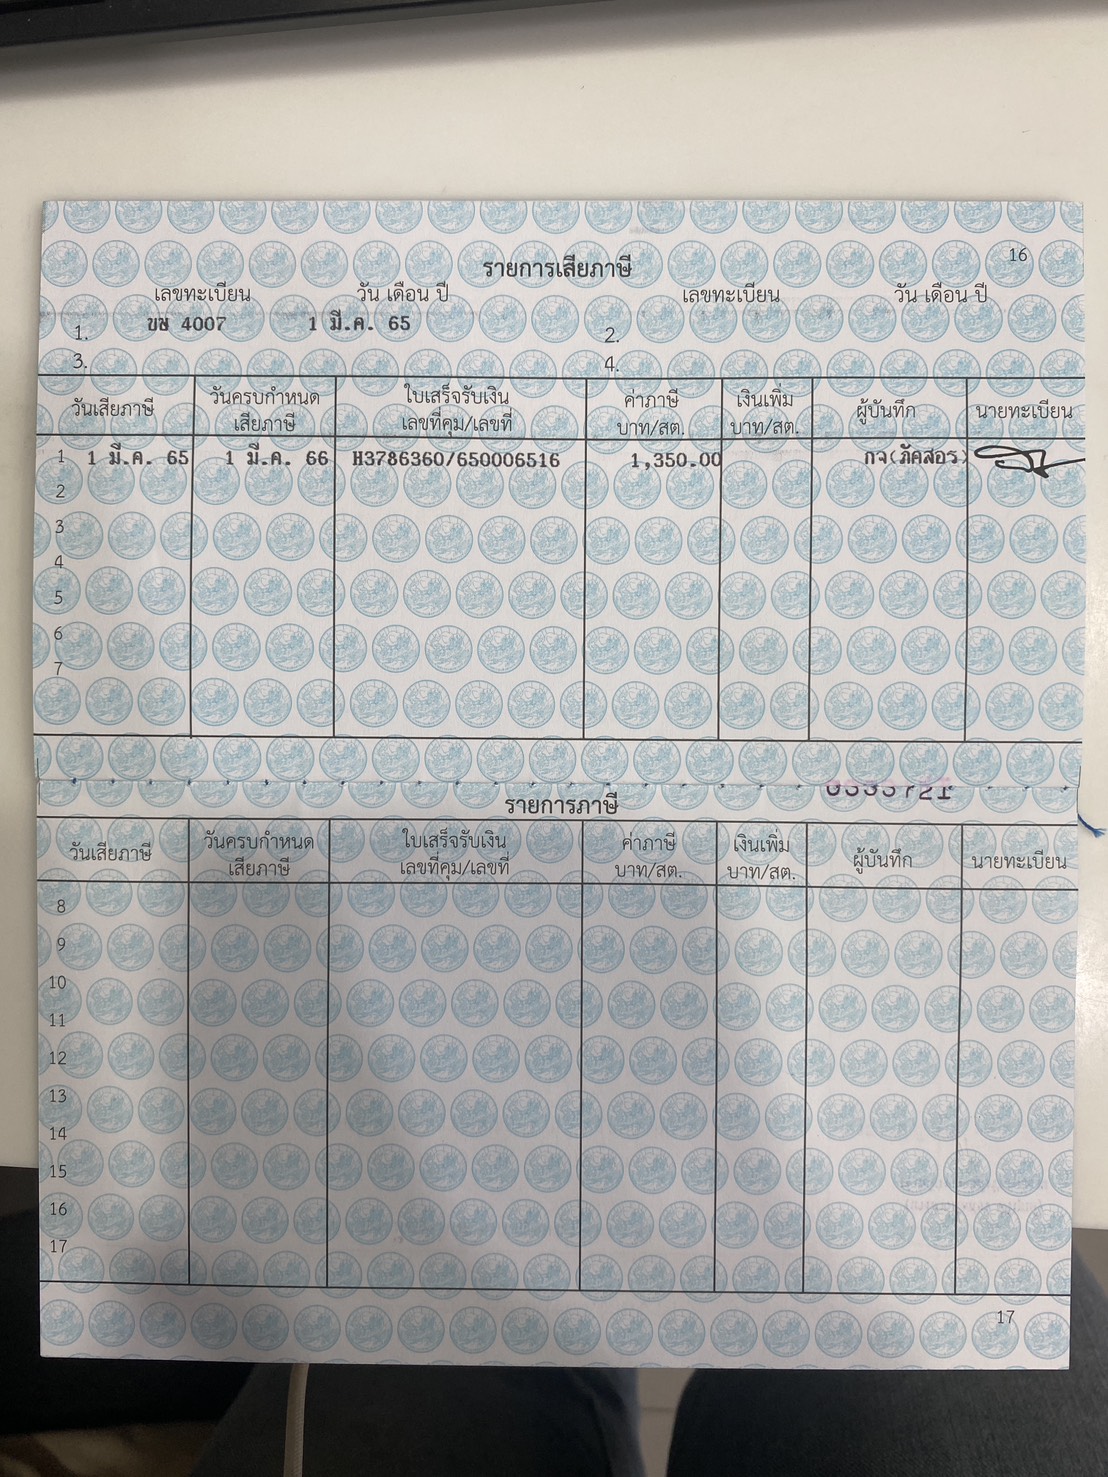 16
รายการเสียภาษี
เลขทะเบียน วัน เดือน ปี เลขทะเบียน วัน เดือน ปี
1. ขษ 4007 1 มี.ค. 65 2.
3. 4.
วันเสียภาษี วันครบกำหนดเสียภาษี ใบเสร็จรับเงิน เลขที่คุม/เลขที่ ค่าภาษี บาท/สต. เงินเพิ่ม บาท/สต. ผู้บันทึก นายทะเบียน
1 1 มี.ค. 65 1 มี.ค. 66 H3786360/650006516 1,350.00 กจ(ภัคสอร)
2
3
4
5
6
7
รายการภาษี
วันเสียภาษี วันครบกำหนดเสียภาษี ใบเสร็จรับเงิน เลขที่คุม/เลขที่ ค่าภาษี บาท/สต. เงินเพิ่ม บาท/สต. ผู้บันทึก นายทะเบียน
8
9
10
11
12
13
14
15
16
17
17